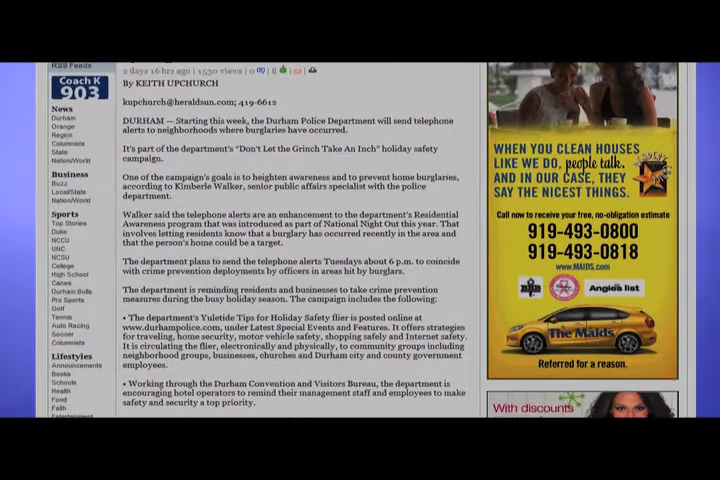 RSS Feeds
Coach K
903
News
Durham
Orange
Region
Columnists
State
Nation/World
Business
Buzz
Local/State
Nation/World
Sports
Top Stories
Duke
NCCU
UNC
NCSU
College
High School
Canes
Durham Bulls
Pro Sports
Golf
Tennis
Auto Racing
Soccer
Columnists
Lifestyles
Announcements
Books
Schools
Health
Food
Faith
Entertainment
2 days 16 hrs ago | 1530 views | 0 | 6 | |
By KEITH UPCHURCH
kupchurch@heraldsun.com; 419-6612
DURHAM — Starting this week, the Durham Police Department will send telephone
alerts to neighborhoods where burglaries have occurred.
It's part of the department's "Don't Let the Grinch Take An Inch" holiday safety
campaign.
One of the campaign's goals is to heighten awareness and to prevent home burglaries,
according to Kimberle Walker, senior public affairs specialist with the police
department.
Walker said the telephone alerts are an enhancement to the department's Residential
Awareness program that was introduced as part of National Night Out this year. That
involves letting residents know that a burglary has occurred recently in the area and
that the person's home could be a target.
The department plans to send the telephone alerts Tuesdays about 6 p.m. to coincide
with crime prevention deployments by officers in areas hit by burglars.
The department is reminding residents and businesses to take crime prevention
measures during the busy holiday season. The campaign includes the following:
• The department's Yuletide Tips for Holiday Safety flier is posted online at
www.durhampolice.com, under Latest Special Events and Features. It offers strategies
for traveling, home security, motor vehicle safety, shopping safely and Internet safety.
It is circulating the flier, electronically and physically, to community groups including
neighborhood groups, businesses, churches and Durham city and county government
employees.
• Working through the Durham Convention and Visitors Bureau, the department is
encouraging hotel operators to remind their management staff and employees to make
safety and security a top priority.
WHEN YOU CLEAN HOUSES
LIKE WE DO, people talk.
AND IN OUR CASE, THEY
SAY THE NICEST THINGS.
Call now to receive your free, no-obligation estimate
919-493-0800
919-493-0818
www.MAIDS.com
Angie's list
The Maids
Referred for a reason.
With discounts